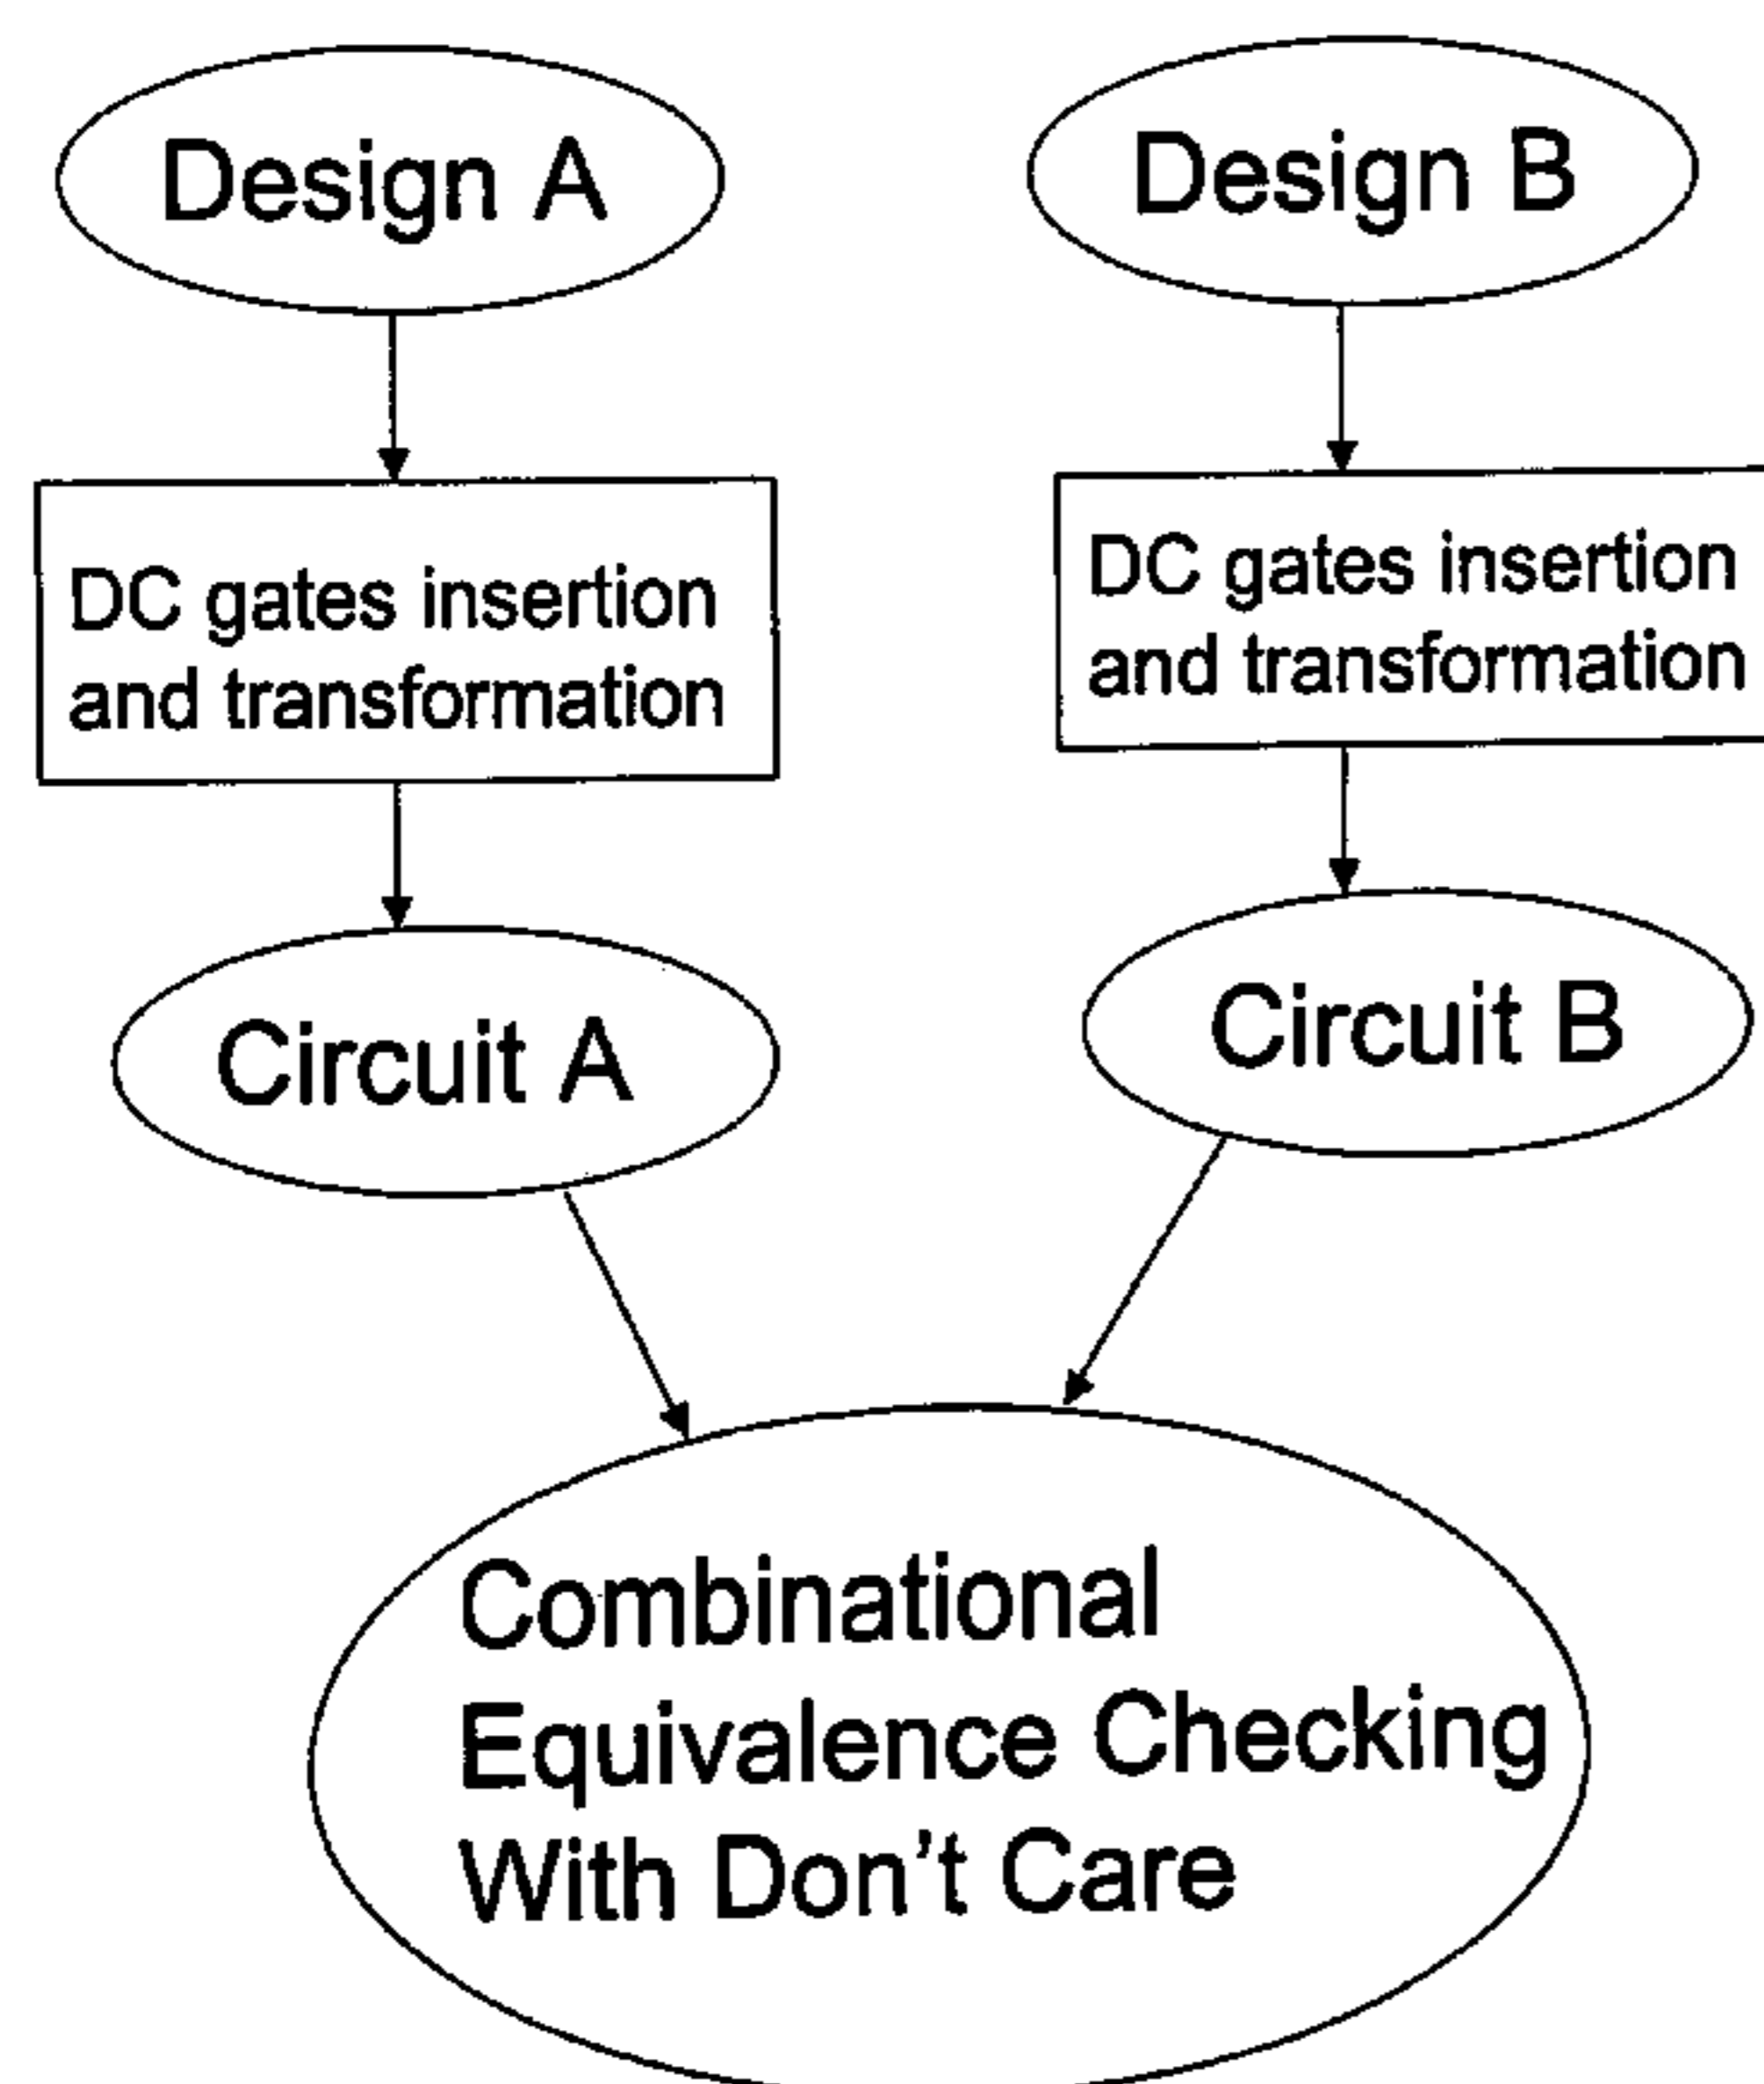 Design A
Design B
DC gates insertion
and transformation
DC gates insertion
and transformation
Circuit A
Circuit B
Combinational
Equivalence Checking
With Don't Care